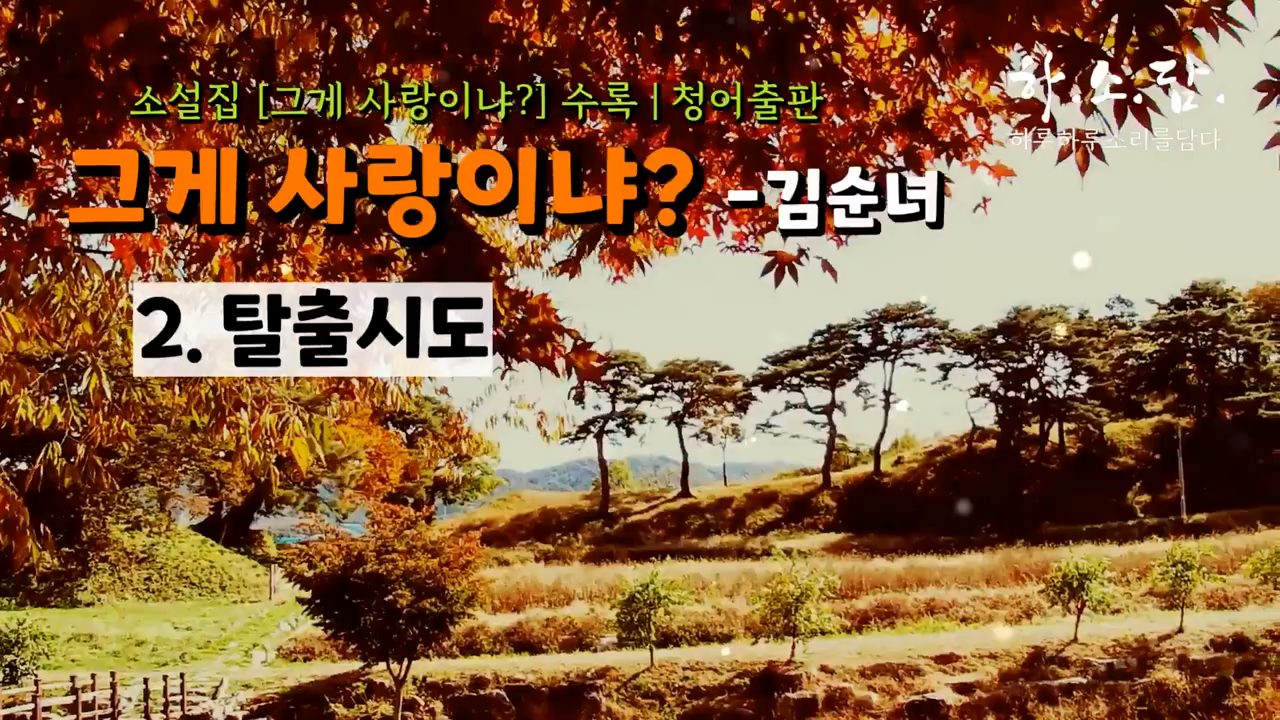 소설집 [그게 사랑이냐?] 수록 | 청어출판
그게 사랑이냐? -김순녀
2. 탈출시도
하.소.담.
하루하루소리를담다